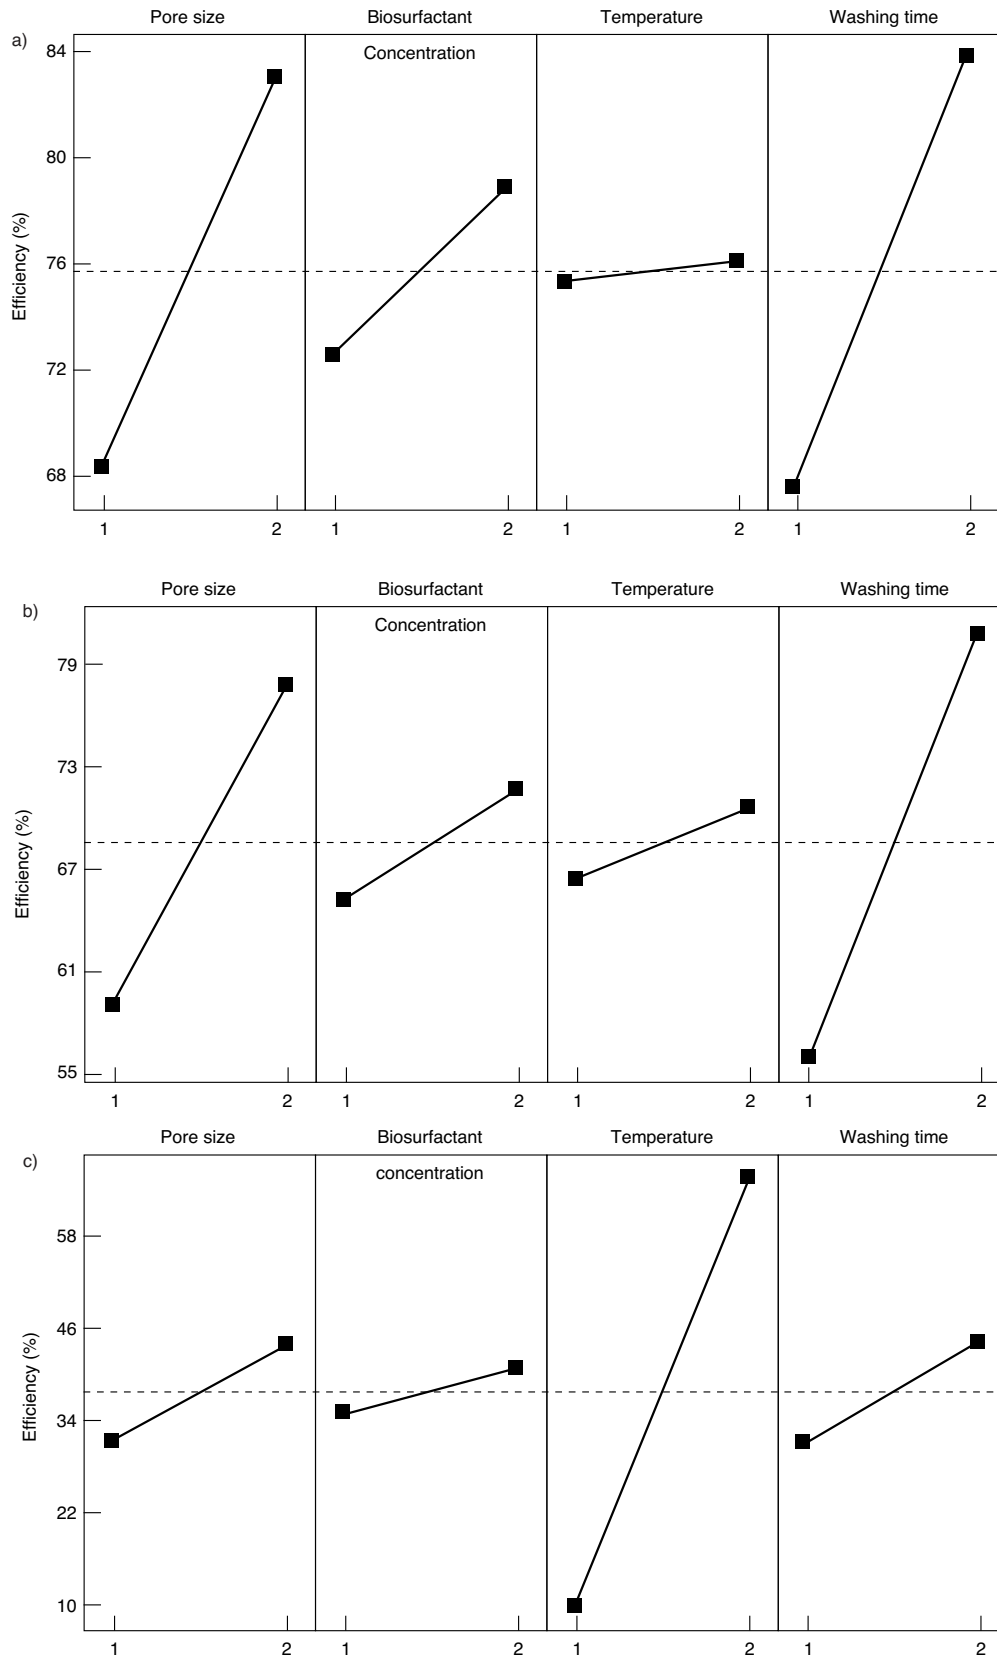 a)
Pore size Biosurfactant Temperature Washing time
Concentration
84
80
76
72
68
Efficiency (%)
1 2 1 2 1 2 1 2
b)
Pore size Biosurfactant Temperature Washing time
Concentration
79
73
67
61
55
Efficiency (%)
1 2 1 2 1 2 1 2
c)
Pore size Biosurfactant Temperature Washing time
concentration
58
46
34
22
10
Efficiency (%)
1 2 1 2 1 2 1 2